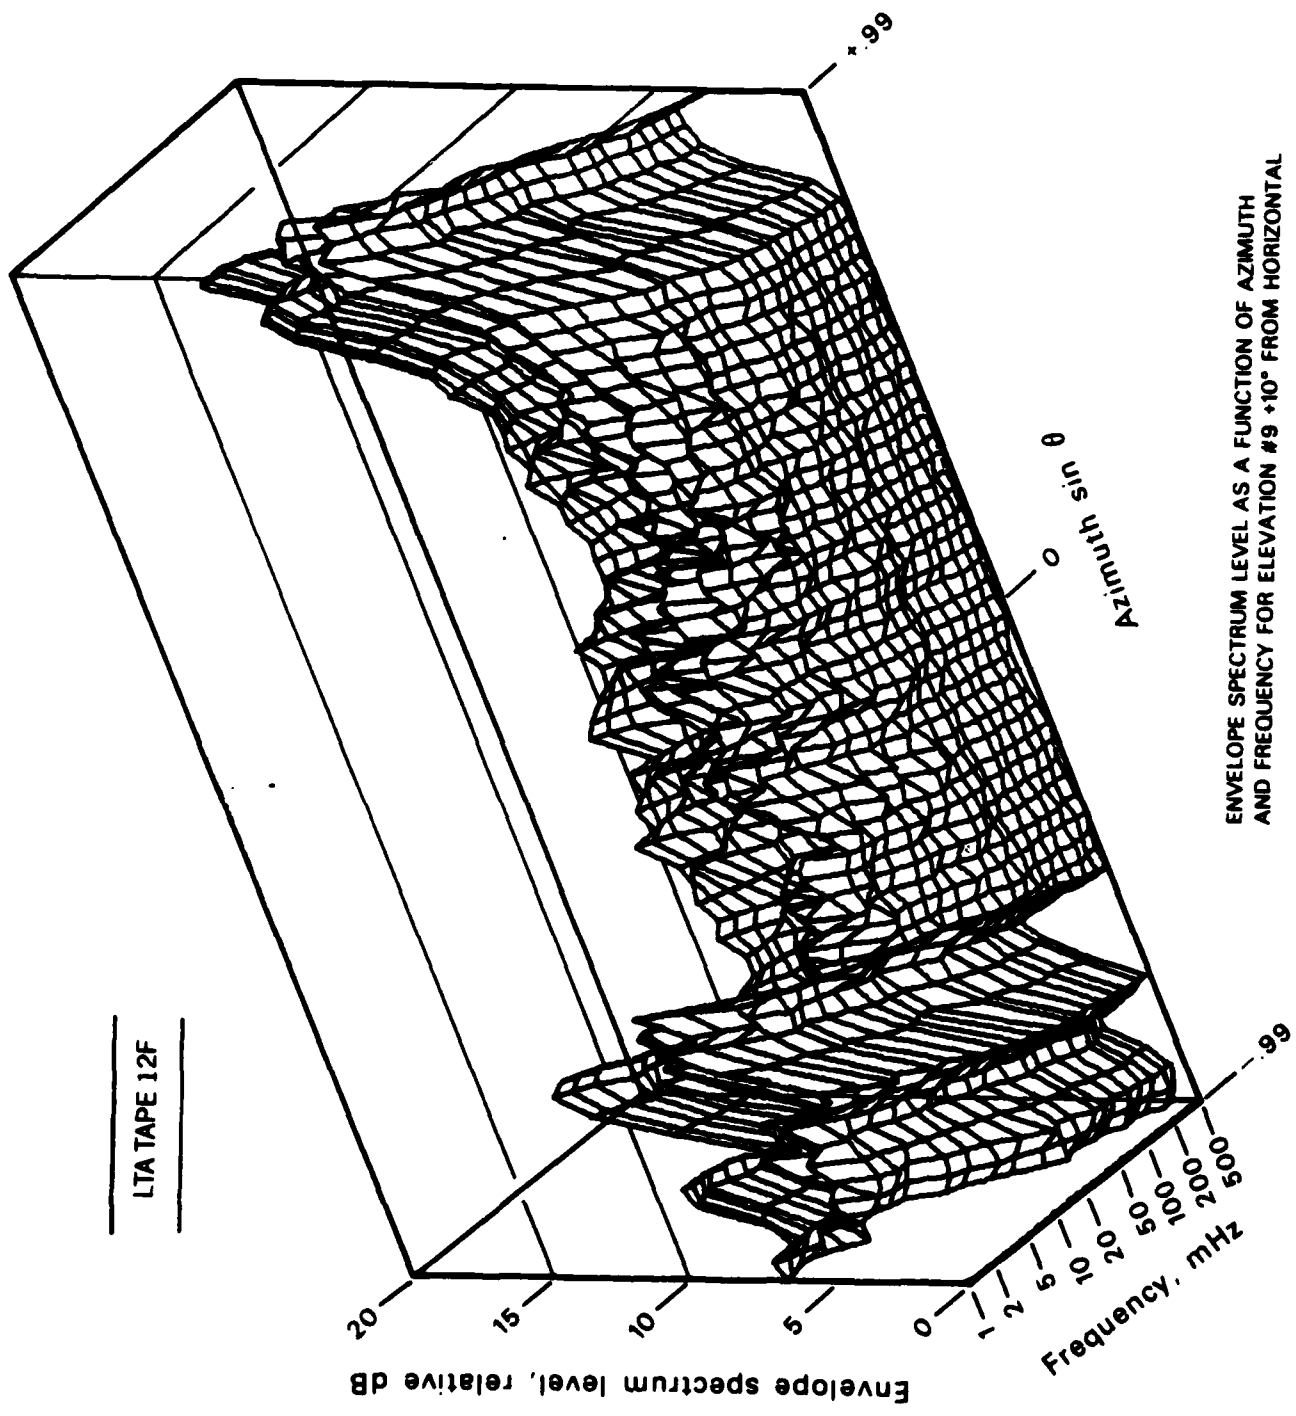 LTA TAPE 12F
Envelope spectrum level, relative dB
20
15
10
5
0
1
2
5
10
20
50
100
200
500
Frequency, mHz
-.99
0
+.99
Azimuth sin θ
ENVELOPE SPECTRUM LEVEL AS A FUNCTION OF AZIMUTH
AND FREQUENCY FOR ELEVATION #9 +10° FROM HORIZONTAL